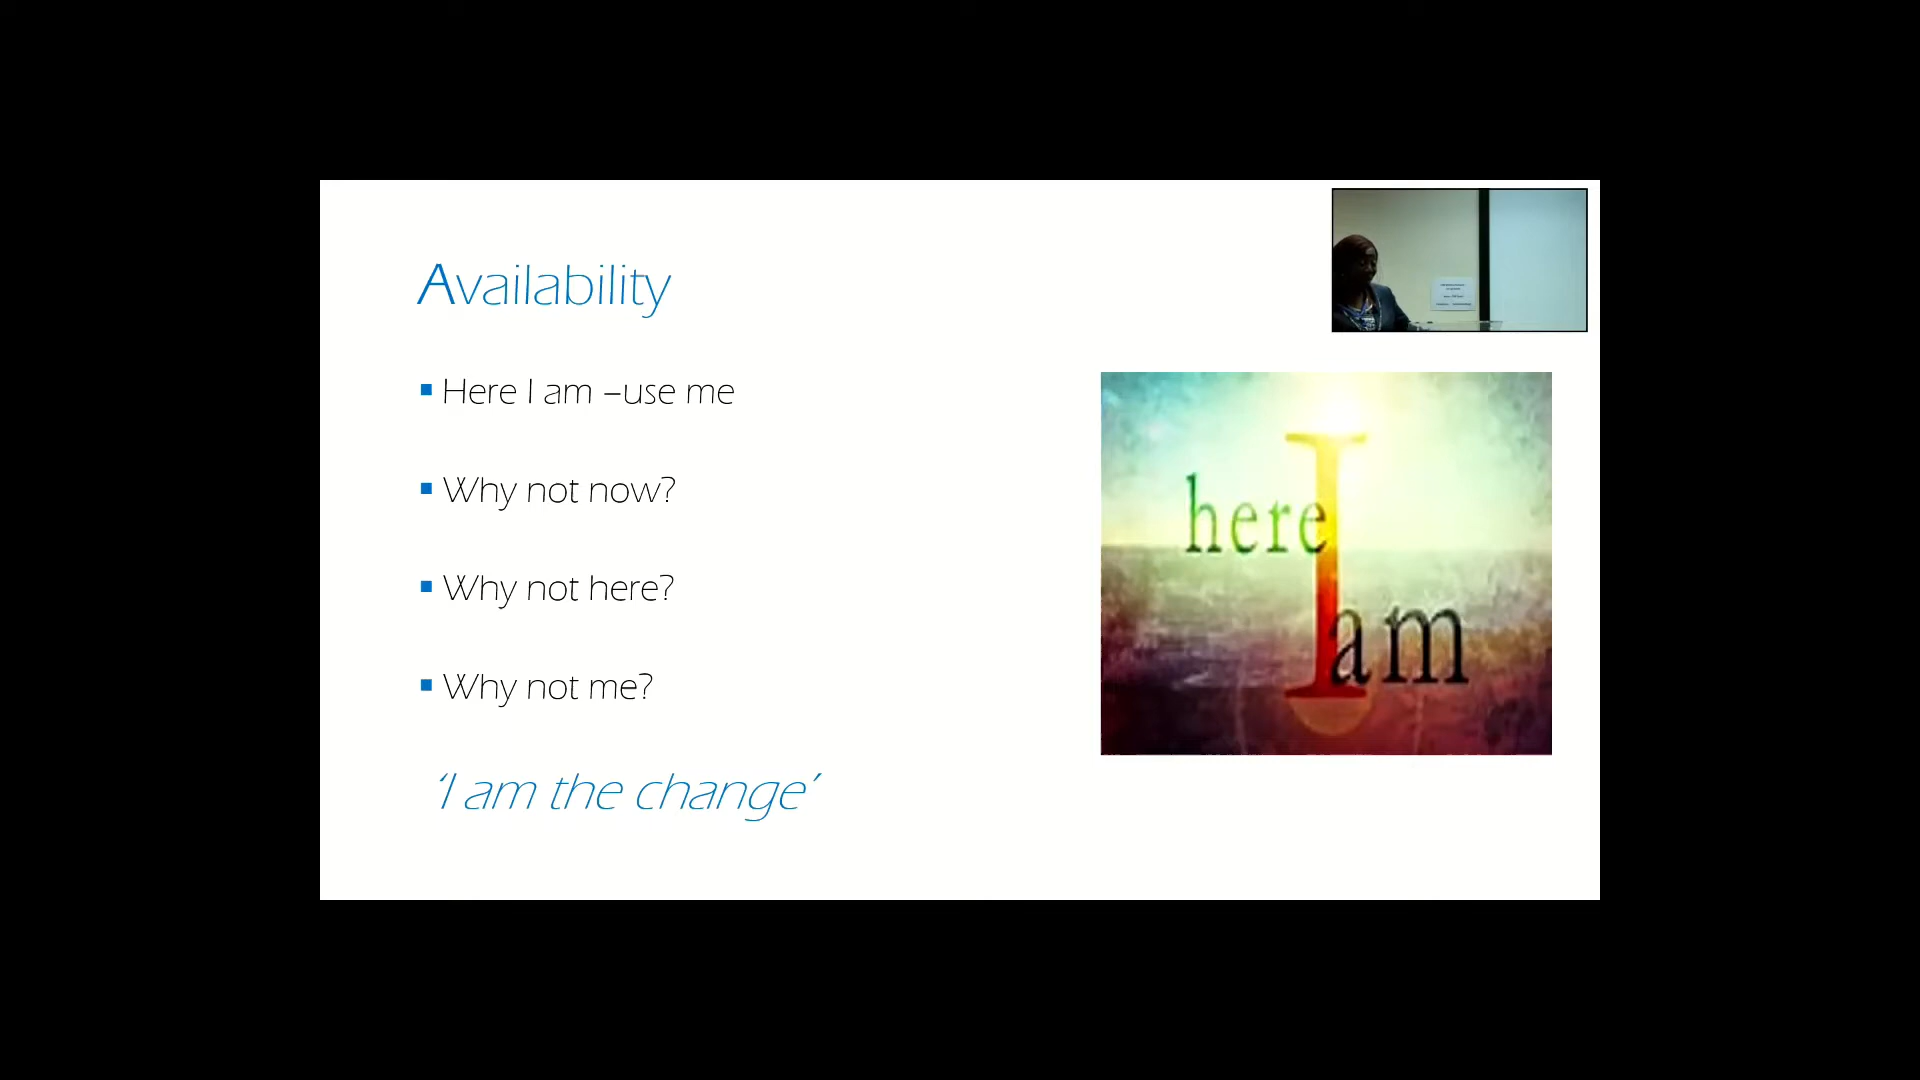 Availability
Here I am –use me
Why not now?
Why not here?
Why not me?
‘I am the change’
here
I
am